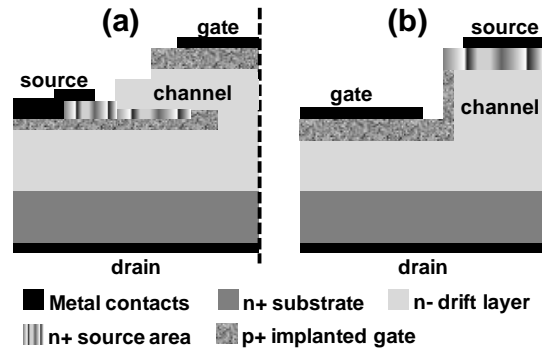 (a)
gate
source
channel
drain
(b)
source
gate
channel
drain
Metal contacts
n+ substrate
n- drift layer
n+ source area
p+ implanted gate